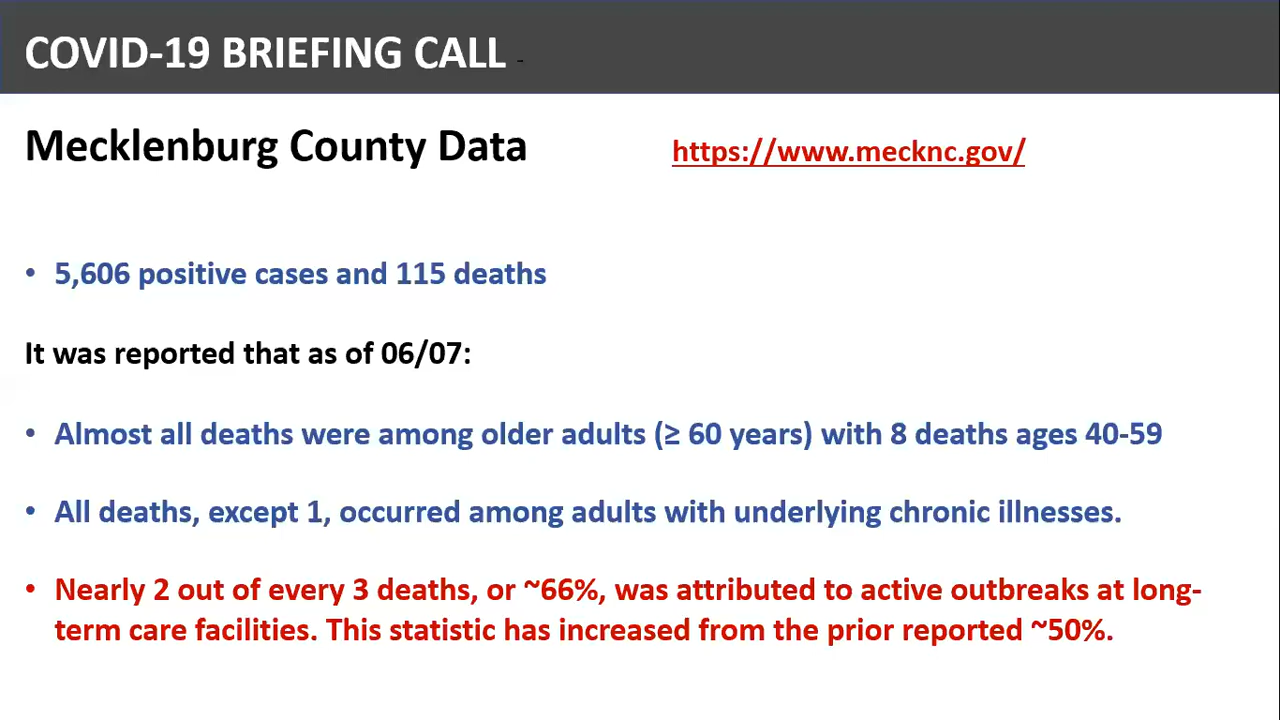 COVID-19 BRIEFING CALL -
Mecklenburg County Data
https://www.mecknc.gov/
• 5,606 positive cases and 115 deaths
It was reported that as of 06/07:
• Almost all deaths were among older adults (≥ 60 years) with 8 deaths ages 40-59
• All deaths, except 1, occurred among adults with underlying chronic illnesses.
• Nearly 2 out of every 3 deaths, or ~66%, was attributed to active outbreaks at long-
term care facilities. This statistic has increased from the prior reported ~50%.